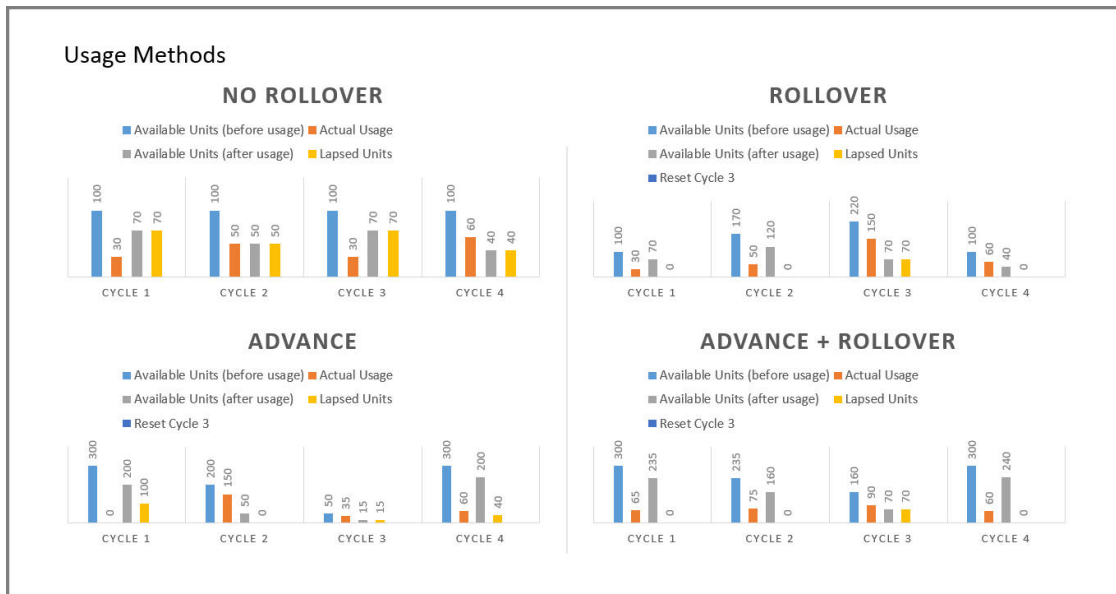 Usage Methods
NO ROLLOVER
Available Units (before usage) Actual Usage
Available Units (after usage) Lapsed Units
100 30 70 70 100 50 50 50 100 30 70 70 100 60 40 40
CYCLE 1 CYCLE 2 CYCLE 3 CYCLE 4
ROLLOVER
Available Units (before usage) Actual Usage
Available Units (after usage) Lapsed Units
Reset Cycle 3
100 30 70 0 170 50 120 0 220 150 70 70 100 60 40 0
CYCLE 1 CYCLE 2 CYCLE 3 CYCLE 4
ADVANCE
Available Units (before usage) Actual Usage
Available Units (after usage) Lapsed Units
Reset Cycle 3
300 0 200 100 200 150 50 0 50 35 15 15 300 60 200 40
CYCLE 1 CYCLE 2 CYCLE 3 CYCLE 4
ADVANCE + ROLLOVER
Available Units (before usage) Actual Usage
Available Units (after usage) Lapsed Units
Reset Cycle 3
300 65 235 0 235 75 160 0 160 90 70 70 300 60 240 0
CYCLE 1 CYCLE 2 CYCLE 3 CYCLE 4